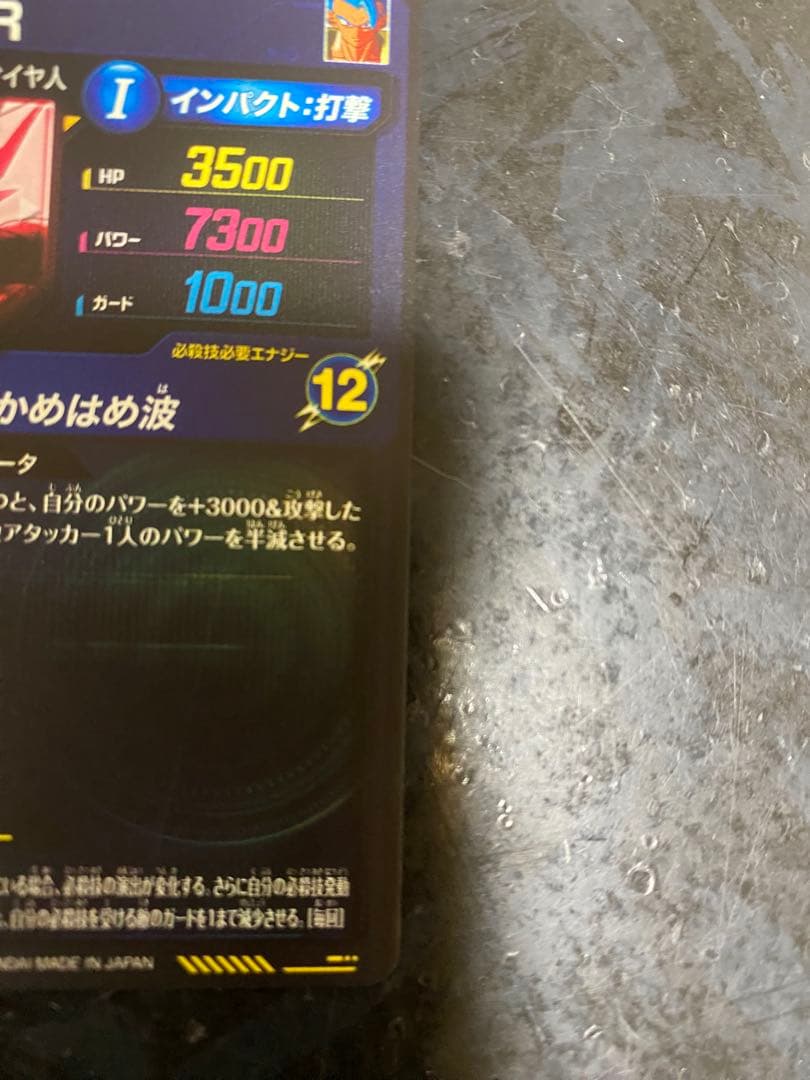 R
イヤ人
I
インパクト:打撃
HP 3500
パワー 7300
ガード 1000
必殺技必要エナジー
12
かめはめ波
は
ータ
つと、自分のパワーを+3000&攻撃した
アタッカー1人のパワーを半減させる。
いる場合、必殺技の演出が変化する。さらに自分の必殺技発動
、自分の必殺技を受ける敵のガードを1まで減少させる。[毎回]
NDAI MADE IN JAPAN